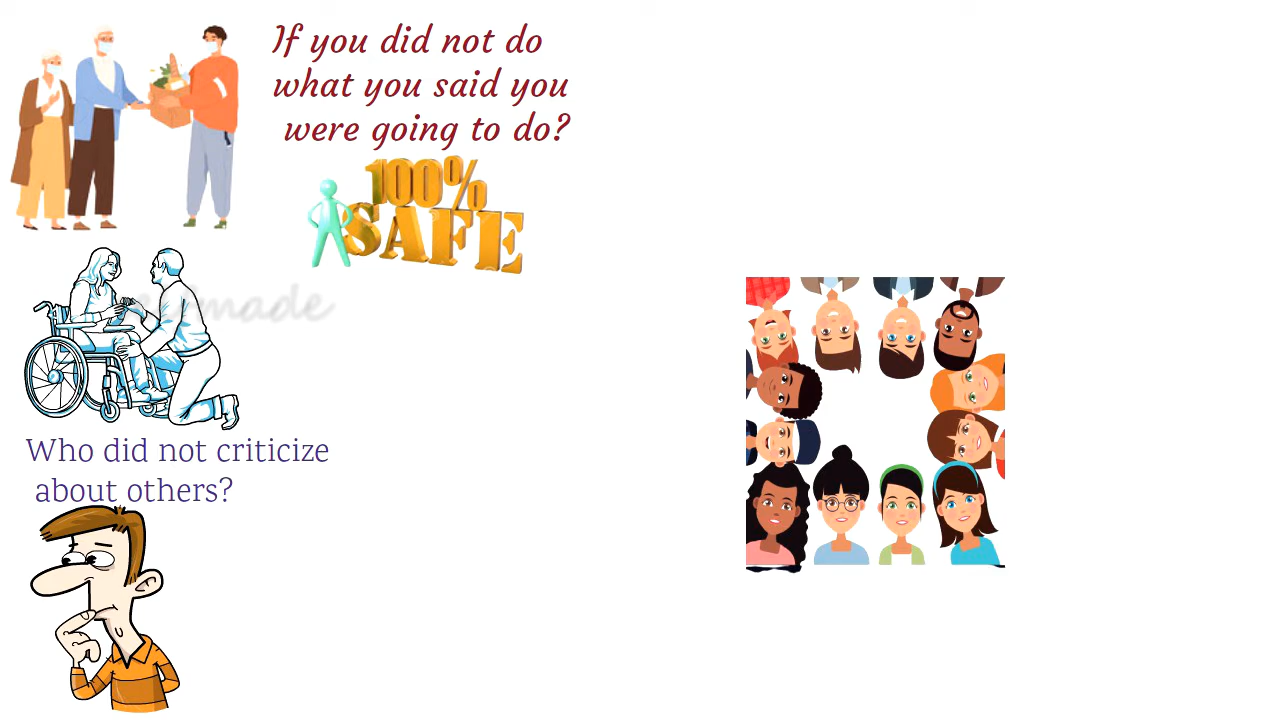 If you did not do
what you said you
were going to do?
100%
SAFE
Who did not criticize
about others?